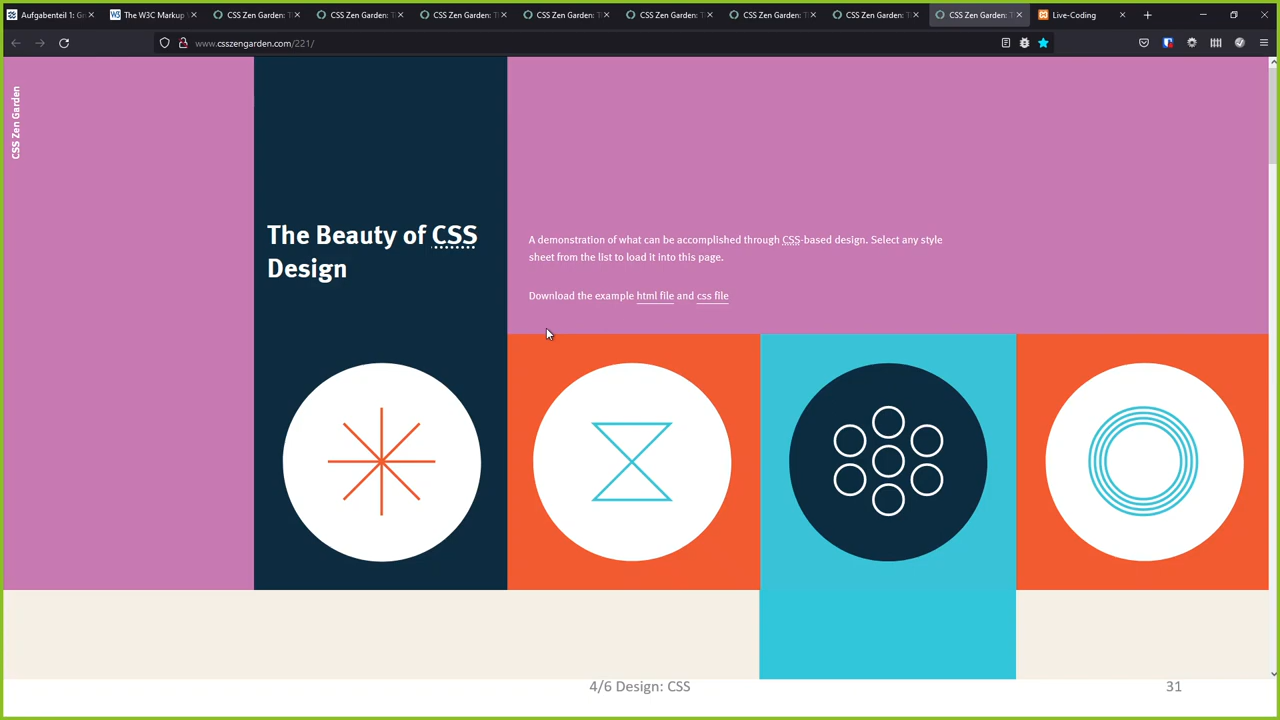 Aufgabenteil 1: Gr
The W3C Markup
CSS Zen Garden: T
CSS Zen Garden: T
CSS Zen Garden: T
CSS Zen Garden: T
CSS Zen Garden: T
CSS Zen Garden: T
CSS Zen Garden: T
CSS Zen Garden: T
Live-Coding
www.csszengarden.com/221/
CSS Zen Garden
The Beauty of CSS
Design
A demonstration of what can be accomplished through CSS-based design. Select any style
sheet from the list to load it into this page.
Download the example html file and css file
4/6 Design: CSS
31